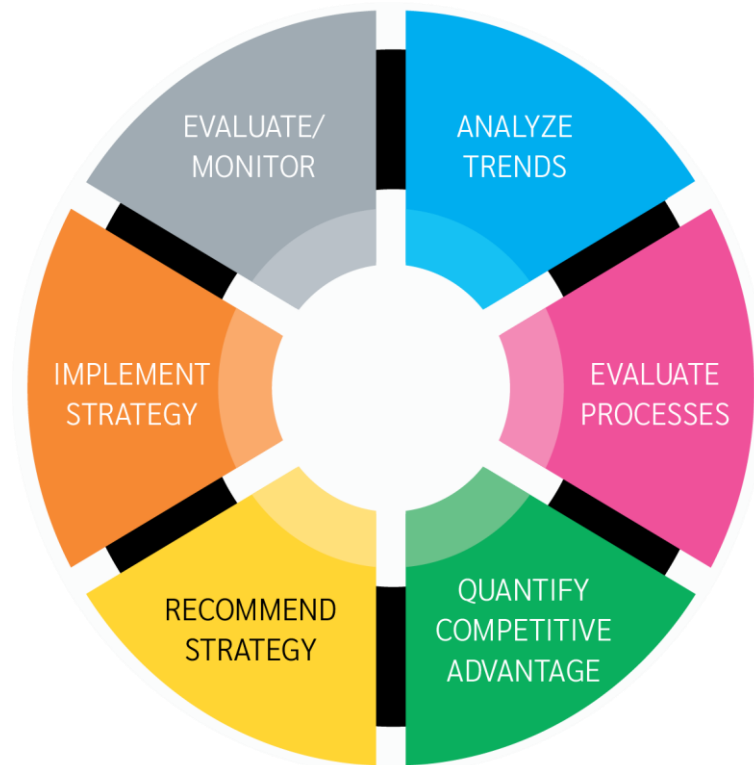 EVALUATE/
MONITOR
ANALYZE
TRENDS
IMPLEMENT
STRATEGY
EVALUATE
PROCESSES
RECOMMEND
STRATEGY
QUANTIFY
COMPETITIVE
ADVANTAGE